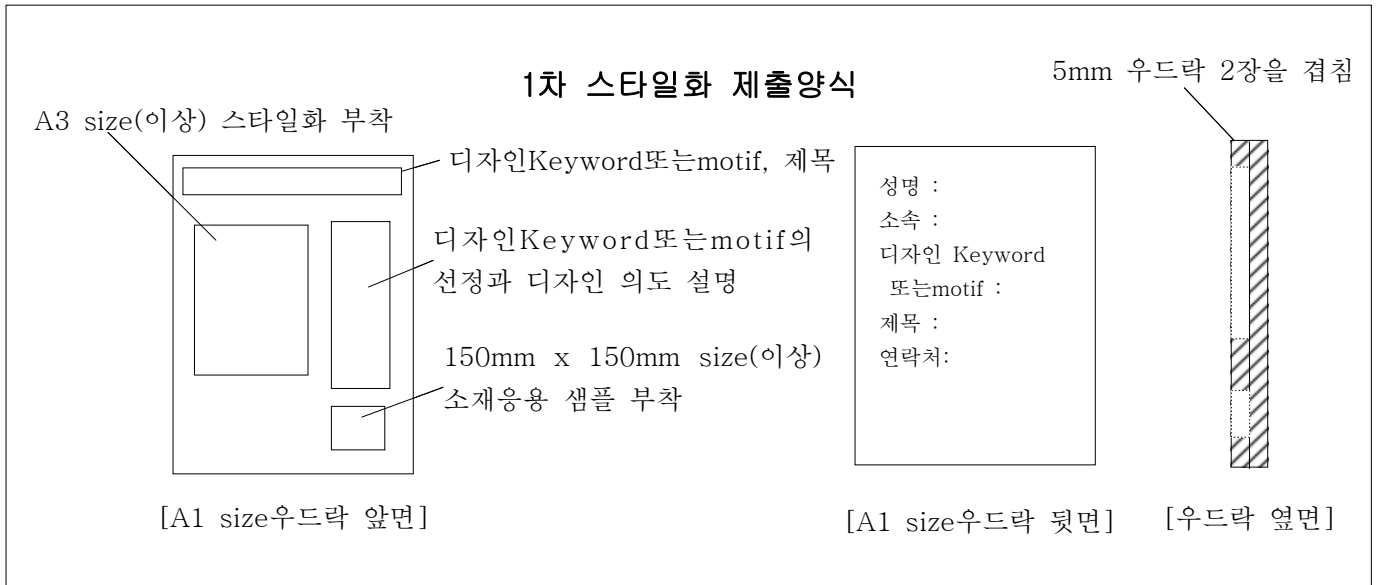 1차 스타일화 제출양식
5mm 우드락 2장을 겹침
A3 size(이상) 스타일화 부착
디자인Keyword또는motif, 제목
디자인Keyword또는motif의
선정과 디자인 의도 설명
150mm x 150mm size(이상)
소재응용 샘플 부착
성명 :
소속 :
디자인 Keyword
또는motif :
제목 :
연락처:
[A1 size우드락 앞면]
[A1 size우드락 뒷면]
[우드락 옆면]